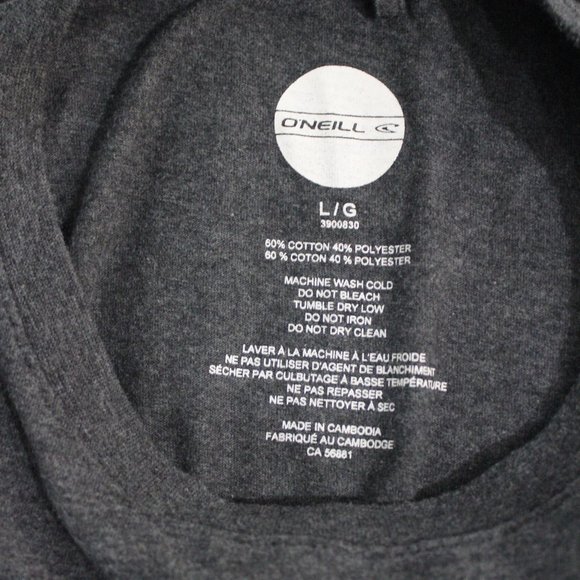 O'NEILL
L/G
3900830
60% COTTON 40% POLYESTER
60 % COTON 40 % POLYESTER
MACHINE WASH COLD
DO NOT BLEACH
TUMBLE DRY LOW
DO NOT IRON
DO NOT DRY CLEAN
LAVER À LA MACHINE À L'EAU FROIDE
NE PAS UTILISER D'AGENT DE BLANCHIMENT
SÉCHER PAR CULBUTAGE À BASSE TEMPÉRATURE
NE PAS REPASSER
NE PAS NETTOYER À SEC
MADE IN CAMBODIA
FABRIQUÉ AU CAMBODGE
CA 56881